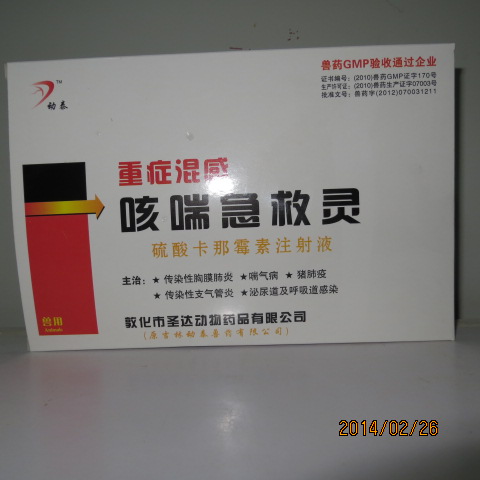 兽药GMP验收通过企业
证书编号：(2010)兽药GMP证字170号
生产许可证：(2010)兽药生产证字07003号
批准文号：兽药字(2012)070031211
TM
动泰
重症混感
咳喘急救灵
硫酸卡那霉素注射液
主治：★传染性胸膜肺炎 ★喘气病 ★猪肺疫
★传染性支气管炎 ★泌尿道及呼吸道感染
兽用
敦化市圣达动物药品有限公司
(原吉林动泰兽药有限公司)
2014/02/26